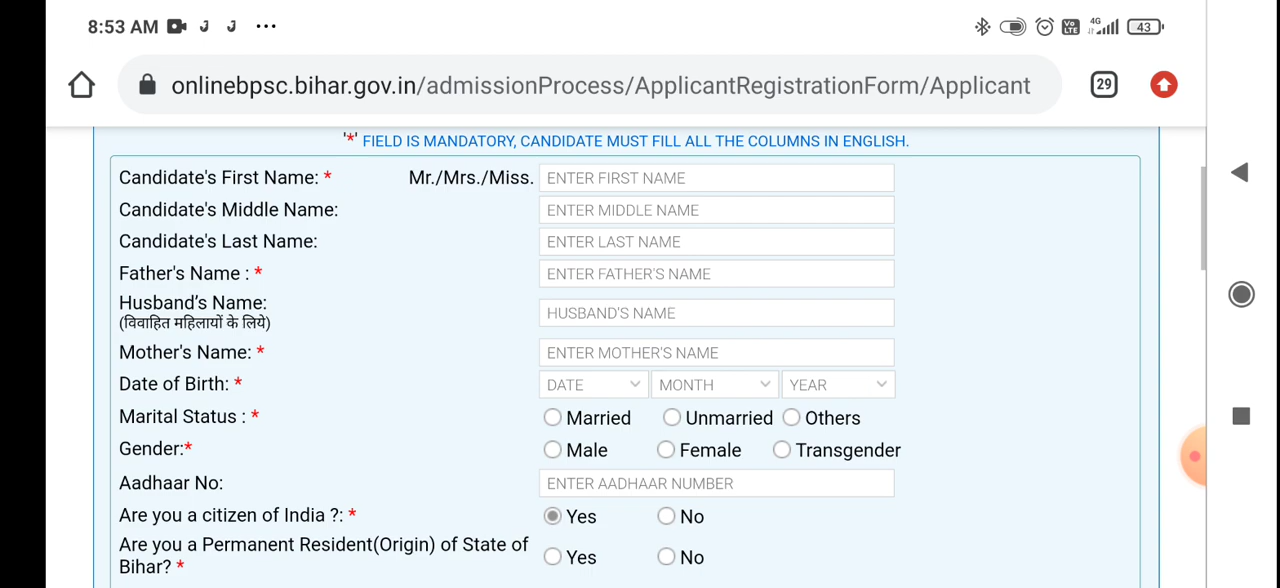 8:53 AM ...
4G
Vo LTE
43
onlinebpsc.bihar.gov.in/admissionProcess/ApplicantRegistrationForm/Applicant
29
'*' FIELD IS MANDATORY, CANDIDATE MUST FILL ALL THE COLUMNS IN ENGLISH.
Candidate's First Name: * Mr./Mrs./Miss. ENTER FIRST NAME
Candidate's Middle Name: ENTER MIDDLE NAME
Candidate's Last Name: ENTER LAST NAME
Father's Name : * ENTER FATHER'S NAME
Husband's Name: HUSBAND'S NAME
(विवाहित महिलायों के लिये)
Mother's Name: * ENTER MOTHER'S NAME
Date of Birth: * DATE MONTH YEAR
Marital Status : * Married Unmarried Others
Gender:* Male Female Transgender
Aadhaar No: ENTER AADHAAR NUMBER
Are you a citizen of India ?: * Yes No
Are you a Permanent Resident(Origin) of State of
Bihar? * Yes No